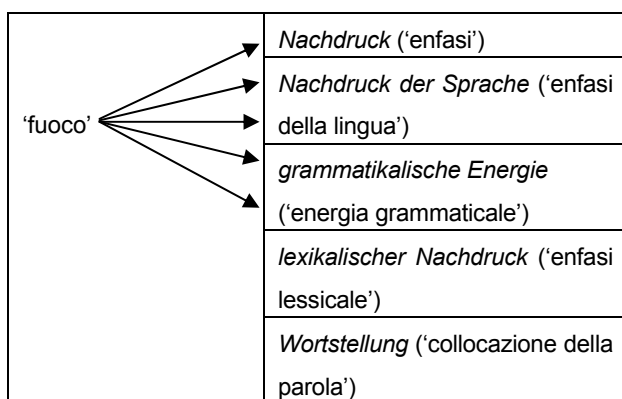 Nachdruck (‘enfasi’)
Nachdruck der Sprache (‘enfasi
della lingua’)
‘fuoco’
grammatikalische Energie
(‘energia grammaticale’)
lexikalischer Nachdruck (‘enfasi
lessicale’)
Wortstellung (‘collocazione della
parola’)